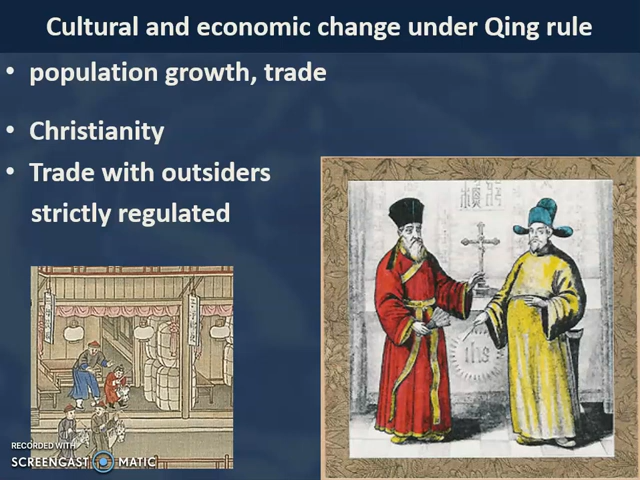 Cultural and economic change under Qing rule
• population growth, trade
• Christianity
• Trade with outsiders
strictly regulated
ihs
RECORDED WITH
SCREENCAST MATIC